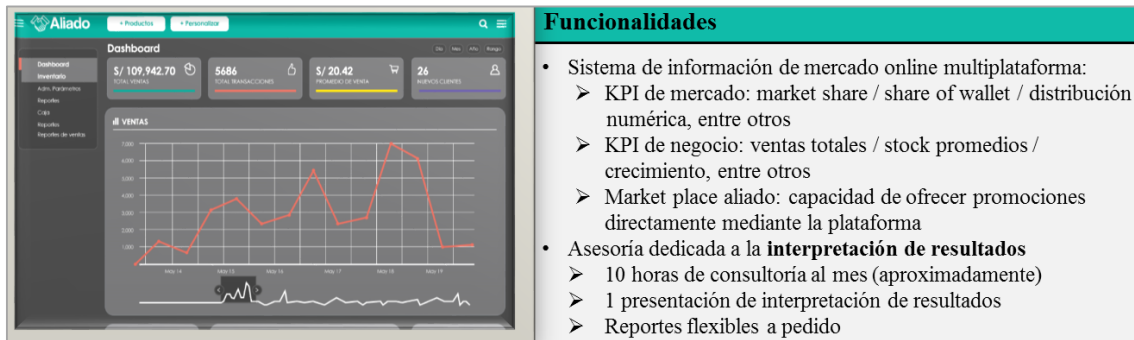 Aliado
+ Productos
+ Personalizar
Dashboard
Día Mes Año Rango
Dashboard
Inventario
Adm. Parámetros
Reportes
Caps
Reportes
Reportes de ventas
S/ 109,942.70
TOTAL VENTAS
5686
TOTAL TRANSACCIONES
S/ 20.42
PROMEDIO DE VENTA
26
NUEVOS CLIENTES
VENTAS
7,000
6,000
5,000
4,000
3,000
2,000
1,000
May 14 May 15 May 16 May 17 May 18 May 19
Funcionalidades
• Sistema de información de mercado online multiplataforma:
➢ KPI de mercado: market share / share of wallet / distribución
numérica, entre otros
➢ KPI de negocio: ventas totales / stock promedios /
crecimiento, entre otros
➢ Market place aliado: capacidad de ofrecer promociones
directamente mediante la plataforma
• Asesoría dedicada a la interpretación de resultados
➢ 10 horas de consultoría al mes (aproximadamente)
➢ 1 presentación de interpretación de resultados
➢ Reportes flexibles a pedido